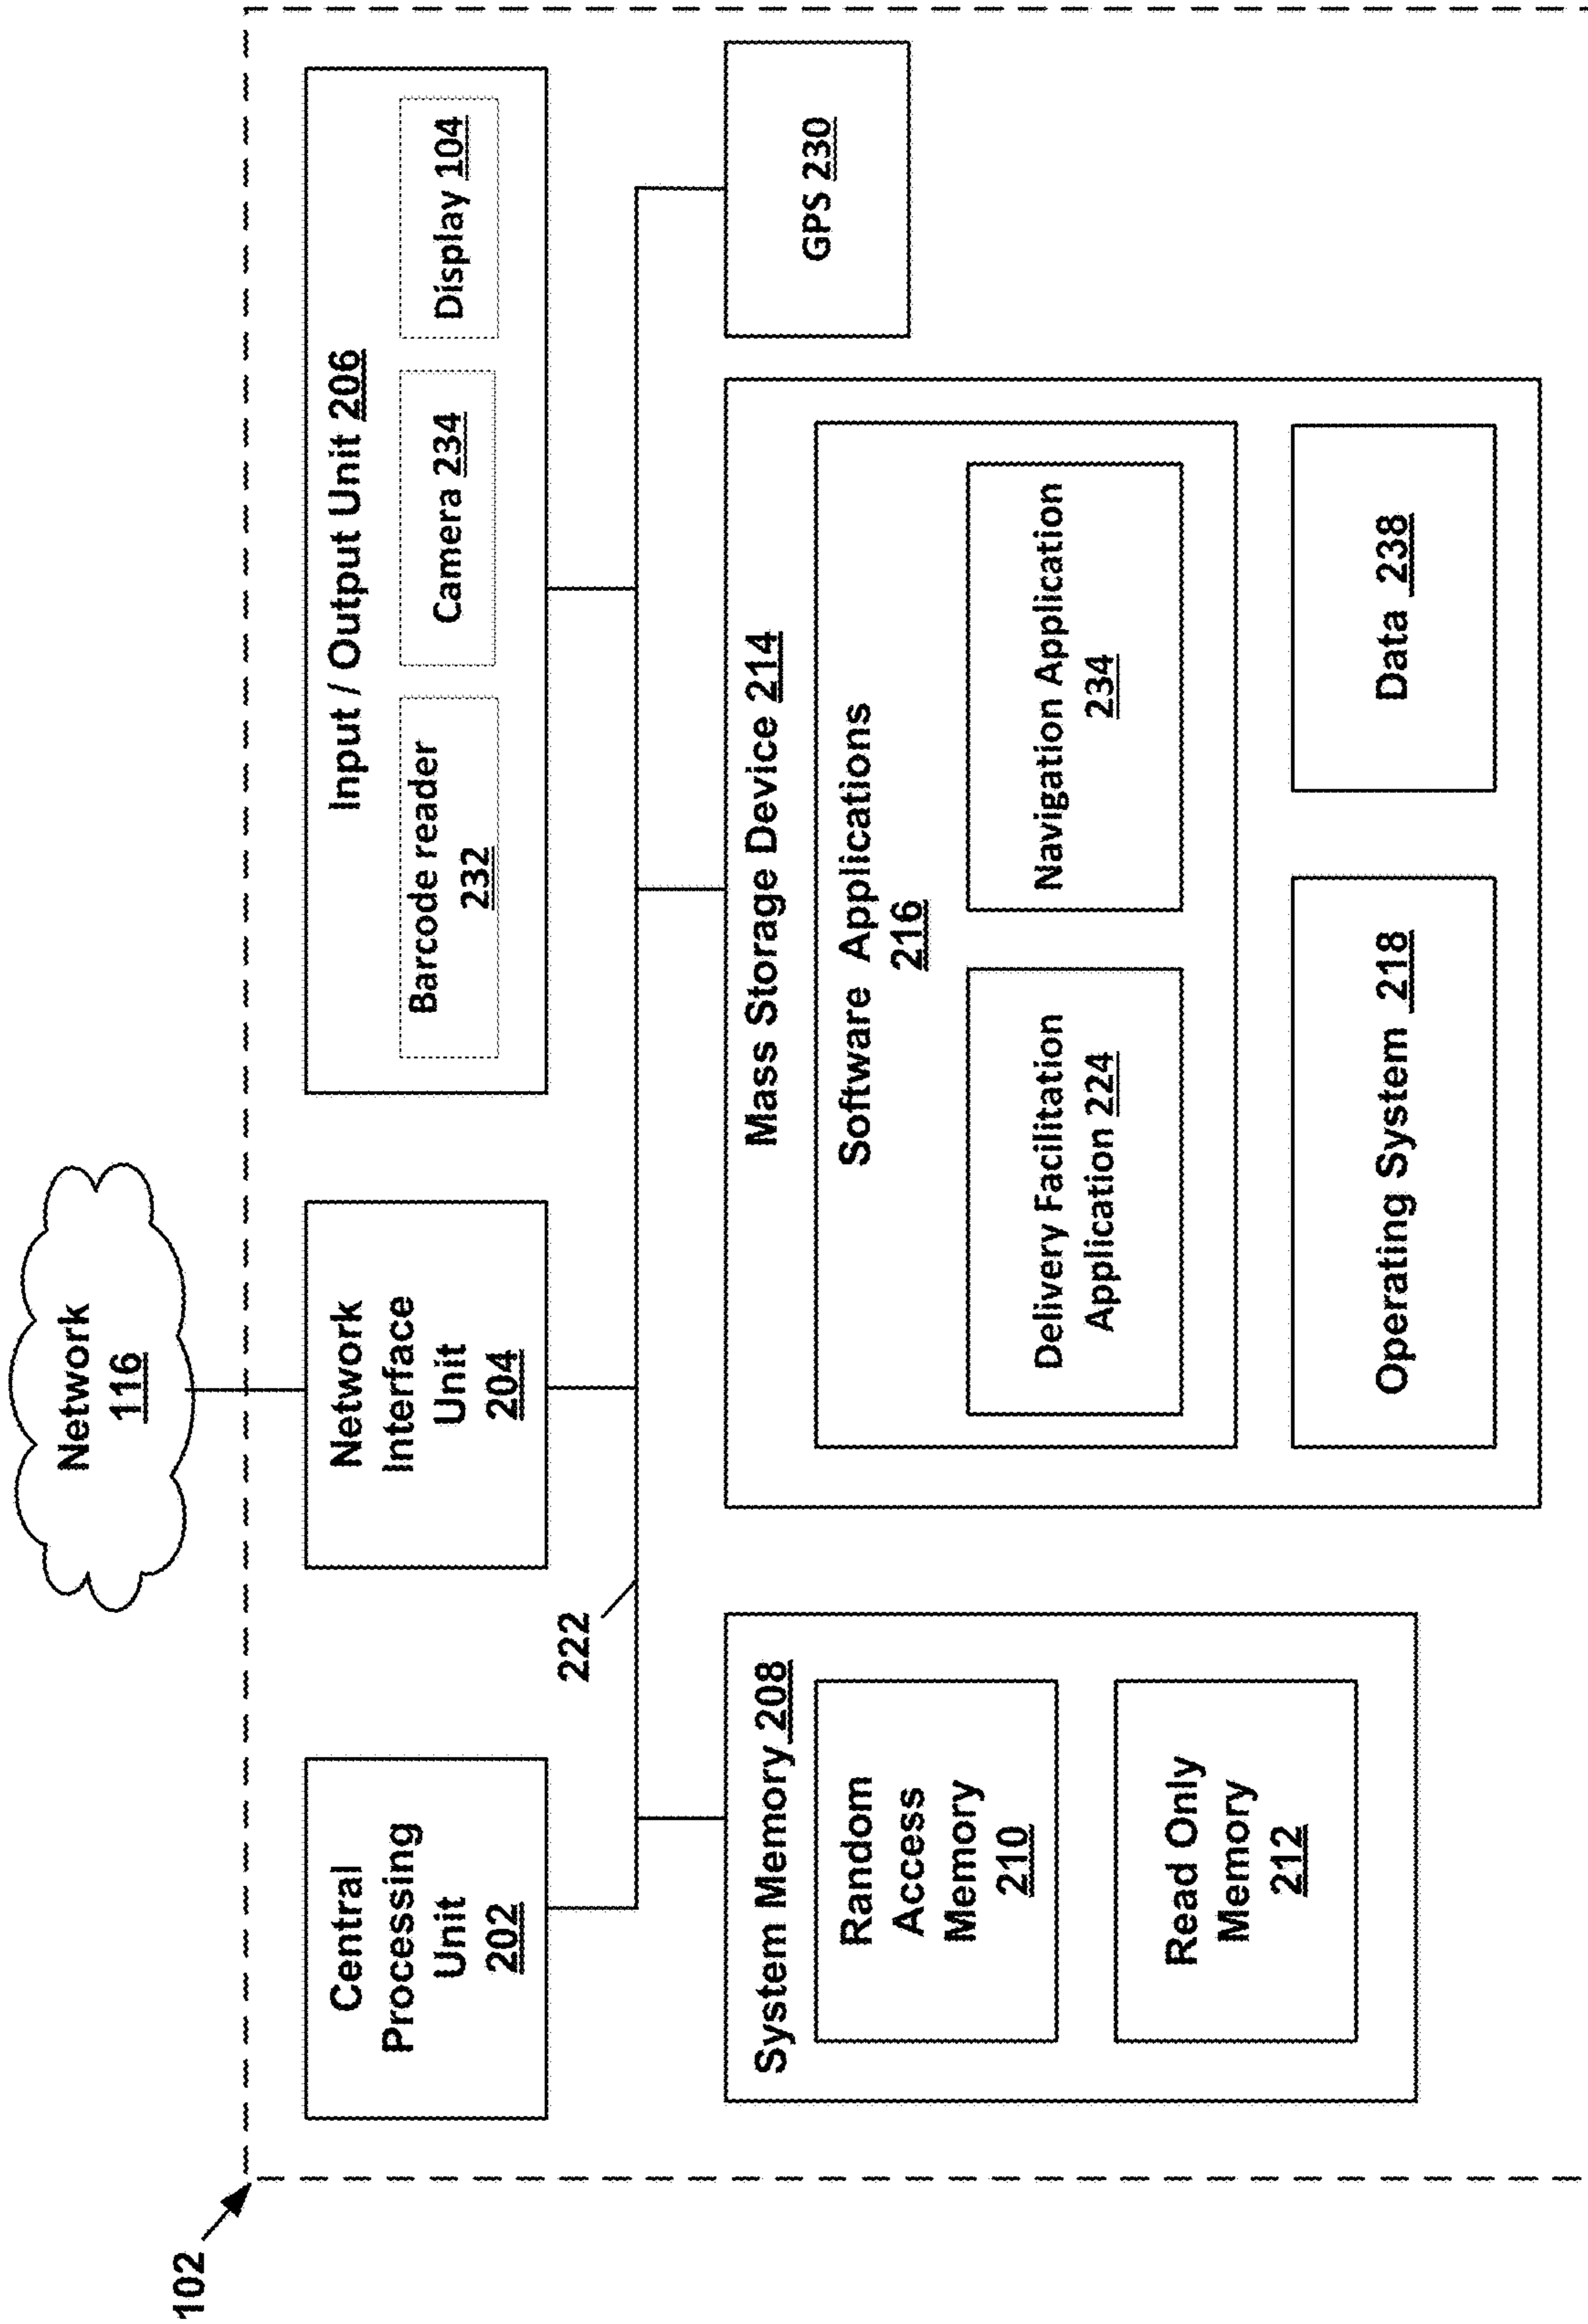 102
Network
116
Central
Processing
Unit
202
Network
Interface
Unit
204
Input / Output Unit 206
Barcode reader
232
Camera 234
Display 104
222
System Memory 208
Random
Access
Memory
210
Read Only
Memory
212
Mass Storage Device 214
Software Applications
216
Delivery Facilitation
Application 224
Navigation Application
234
Operating System 218
Data 238
GPS 230